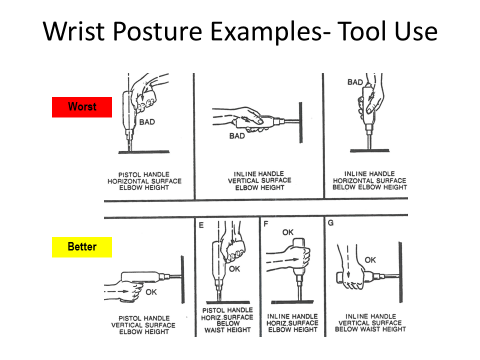 Wrist Posture Examples- Tool Use
Worst
BAD
PISTOL HANDLE
HORIZONTAL SURFACE
ELBOW HEIGHT
BAD
INLINE HANDLE
VERTICAL SURFACE
ELBOW HEIGHT
BAD
INLINE HANDLE
HORIZONTAL SURFACE
BELOW ELBOW HEIGHT
Better
OK
PISTOL HANDLE
VERTICAL SURFACE
ELBOW HEIGHT
E
OK
PISTOL HANDLE
HORIZ.SURFACE
BELOW
WAIST HEIGHT
F
OK
INLINE HANDLE
HORIZ.SURFACE
ELBOW HEIGHT
G
OK
INLINE HANDLE
VERTICAL SURFACE
BELOW WAIST HEIGHT